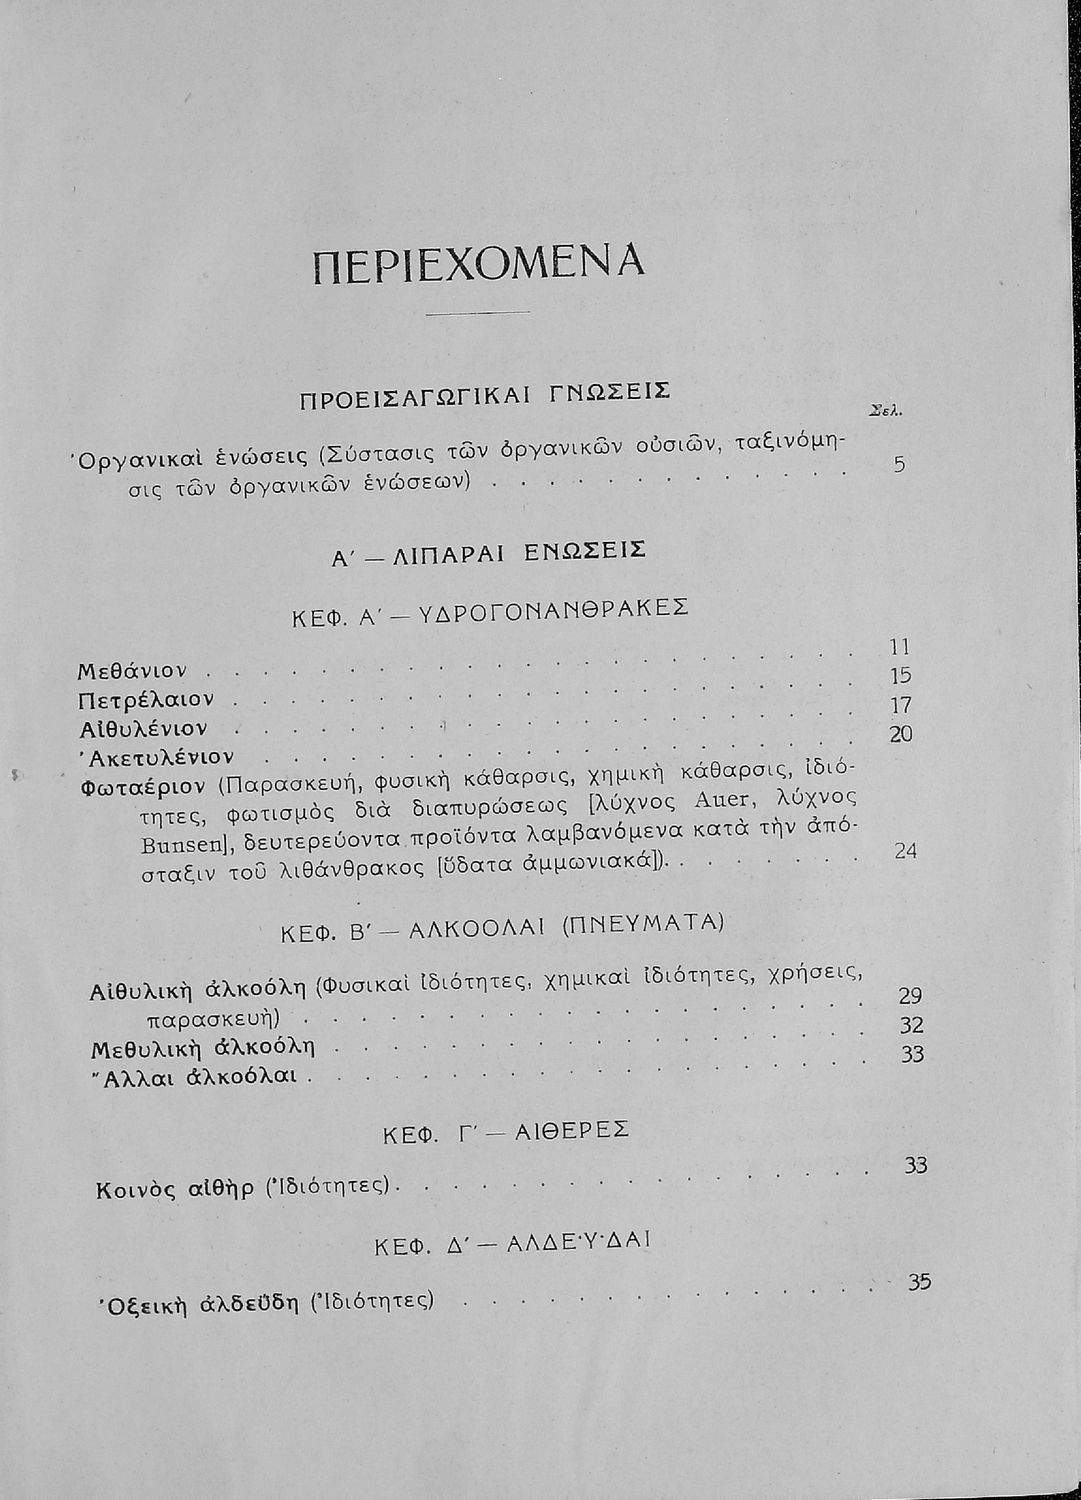 ΠΕΡΙΕΧΟΜΕΝΑ
ΠΡΟΕΙΣΑΓΩΓΙΚΑΙ ΓΝΩΣΕΙΣ
Σελ.
Ὀργανικαὶ ἑνώσεις (Σύστασις τῶν ὀργανικῶν οὐσιῶν, ταξινόμη-
σις τῶν ὀργανικῶν ἑνώσεων) . . . . . . . . . . . . . 5
Α΄ — ΛΙΠΑΡΑΙ ΕΝΩΣΕΙΣ
ΚΕΦ. Α΄ — ΥΔΡΟΓΟΝΑΝΘΡΑΚΕΣ
Μεθάνιον . . . . . . . . . . . . . . . . . . . . . . . 11
Πετρέλαιον . . . . . . . . . . . . . . . . . . . . . . 15
Αἰθυλένιον . . . . . . . . . . . . . . . . . . . . . . 17
Ἀκετυλένιον . . . . . . . . . . . . . . . . . . . . . 20
Φωταέριον (Παρασκευή, φυσικὴ κάθαρσις, χημικὴ κάθαρσις, ἰδιό-
τητες, φωτισμὸς διὰ διαπυρώσεως [λύχνος Auer, λύχνος
Bunsen], δευτερεύοντα προϊόντα λαμβανόμενα κατὰ τὴν ἀπό-
σταξιν τοῦ λιθάνθρακος [ὕδατα ἀμμωνιακά]). . . . . . . . 24
ΚΕΦ. Β΄ — ΑΛΚΟΟΛΑΙ (ΠΝΕΥΜΑΤΑ)
Αἰθυλικὴ ἀλκοόλη (Φυσικαὶ ἰδιότητες, χημικαὶ ἰδιότητες, χρήσεις,
παρασκευὴ) . . . . . . . . . . . . . . . . . . . . 29
Μεθυλικὴ ἀλκοόλη . . . . . . . . . . . . . . . . . . . 32
Ἄλλαι ἀλκοόλαι . . . . . . . . . . . . . . . . . . . . 33
ΚΕΦ. Γ΄ — ΑΙΘΕΡΕΣ
Κοινὸς αἰθὴρ (Ἰδιότητες) . . . . . . . . . . . . . . . . . 33
ΚΕΦ. Δ΄ — ΑΛΔΕΫΔΑΙ
Ὀξεικὴ ἀλδεΰδη (Ἰδιότητες) . . . . . . . . . . . . . . . 35